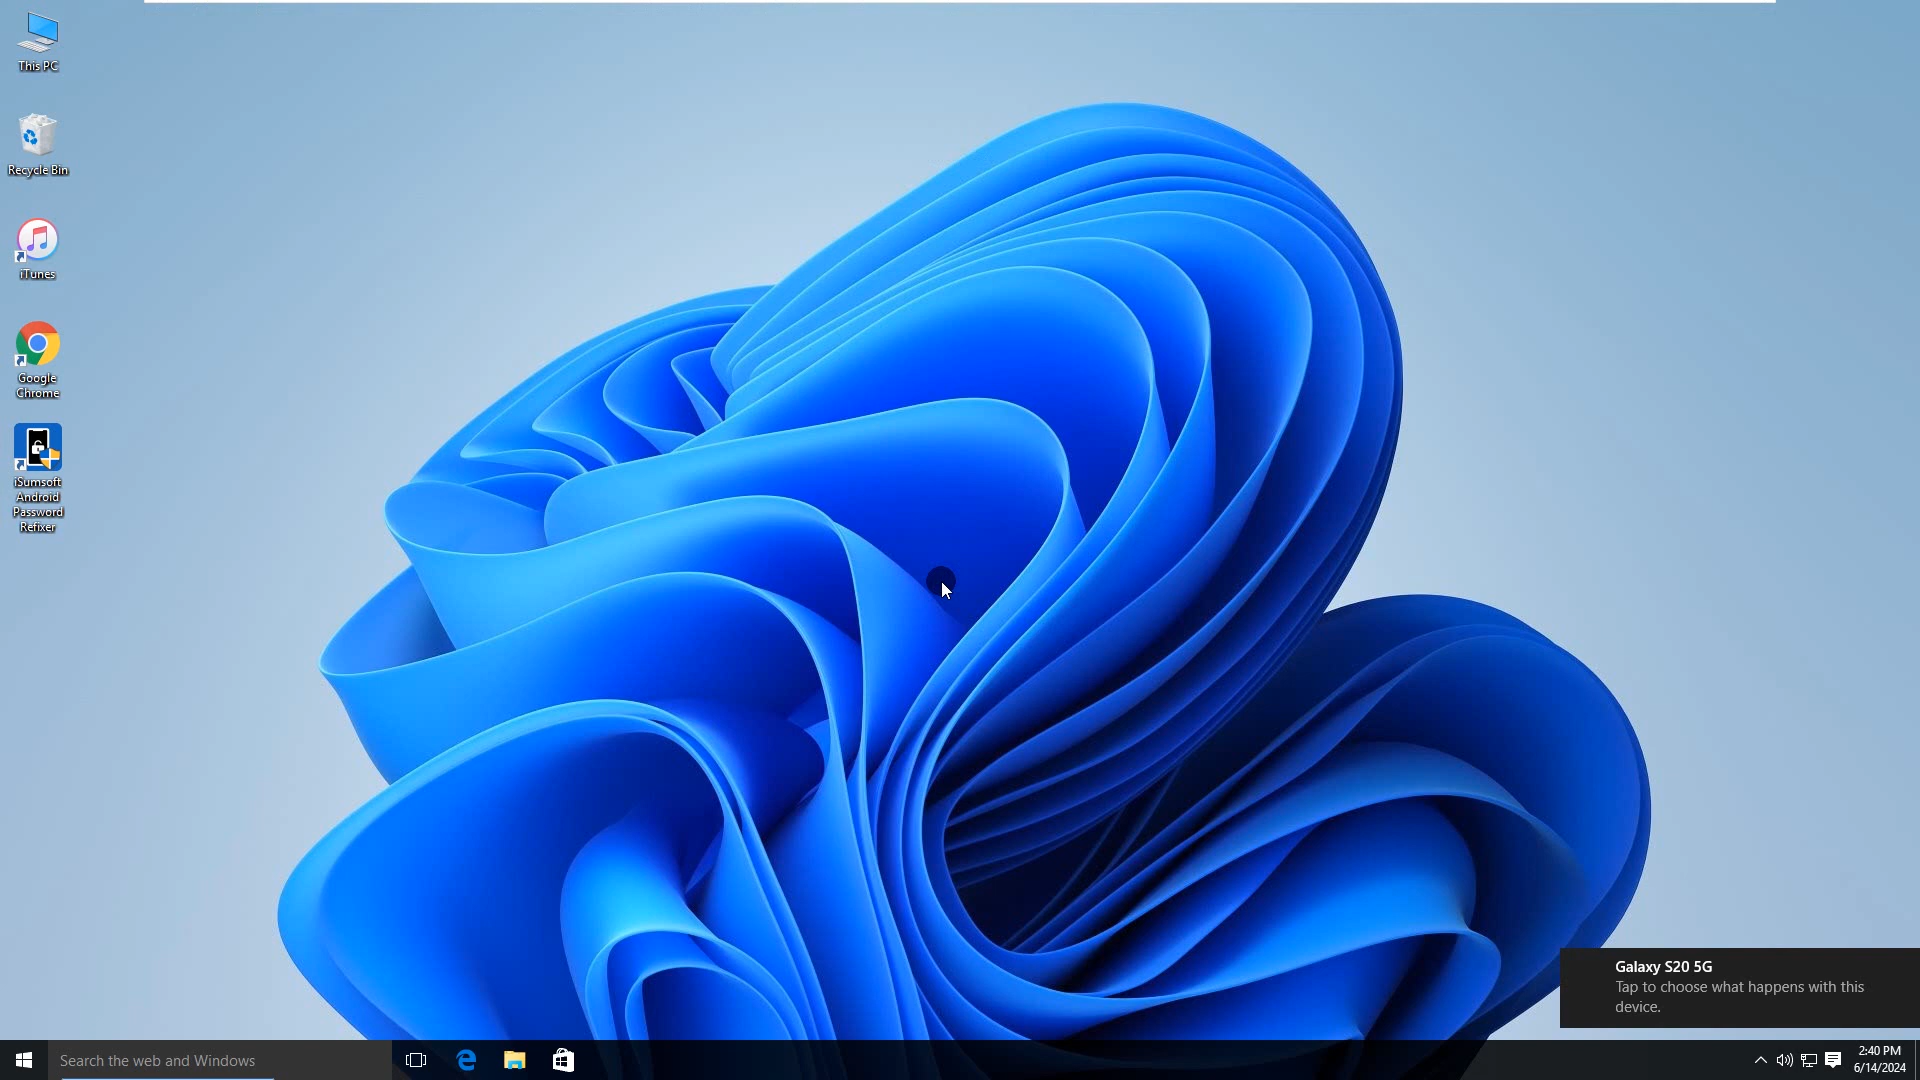 This PC
Recycle Bin
iTunes
Google
Chrome
iSumsoft
Android
Password
Refixer
Galaxy S20 5G
Tap to choose what happens with this
device.
Search the web and Windows
2:40 PM
6/14/2024